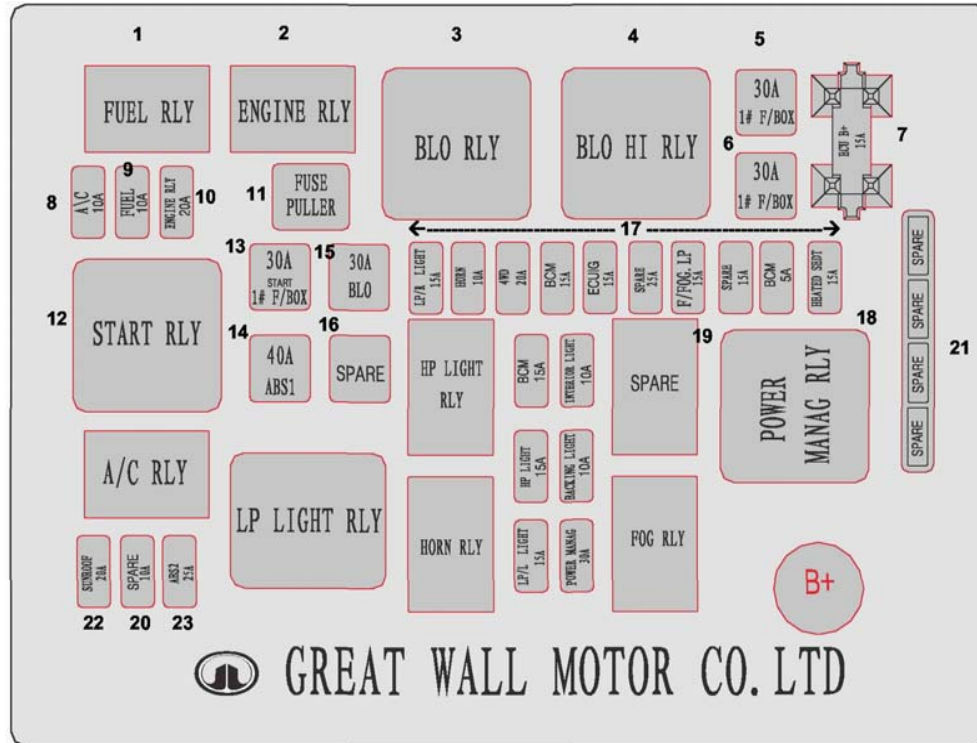 1
2
3
4
5
FUEL RLY
ENGINE RLY
BLO RLY
BLO HI RLY
30A
1# F/BOX
6
30A
1# F/BOX
ECU B+
15A
7
8
A\C
10A
9
FUEL
10A
ENGINE RLY
20A
10
11
FUSE
PULLER
17
12
START RLY
13
30A
START
1# F/BOX
15
30A
BLO
14
40A
ABS1
16
SPARE
LP/R LIGHT
15A
HORN
10A
4WD
20A
BCM
15A
ECUIG
15A
SPARE
25A
F/FOG.LP
15A
SPARE
15A
BCM
5A
HEATED SEDT
15A
HP LIGHT
RLY
BCM
15A
INTERIOR LIGHT
10A
SPARE
19
18
POWER
MANAG RLY
SPARE
SPARE
SPARE
SPARE
21
A/C RLY
LP LIGHT RLY
HP LIGHT
15A
BACKING LIGHT
10A
HORN RLY
LP/L LIGHT
15A
POWER MANAG
30A
FOG RLY
B+
SUNROOF
20A
SPARE
10A
ABS2
25A
22
20
23
GREAT WALL MOTOR CO. LTD